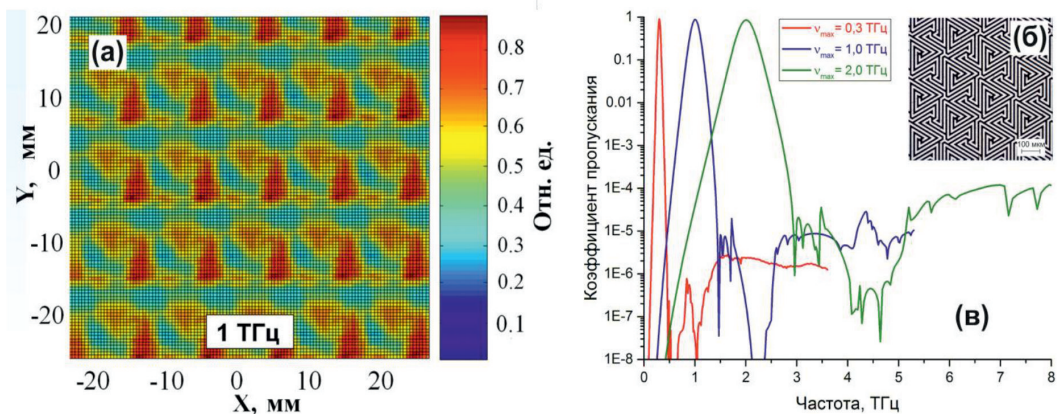 (а)
Y, мм
20
10
0
-10
-20
1 ТГц
-20 -10 0 10 20
X, мм
0.8
0.7
0.6
0.5
0.4
0.3
0.2
0.1
Отн. ед.
Коэффициент пропускания
1
0.1
0.01
1E-3
1E-4
1E-5
1E-6
1E-7
1E-8
νmax= 0,3 ТГц
νmax= 1,0 ТГц
νmax= 2,0 ТГц
(б)
100 мкм
(в)
0 1 2 3 4 5 6 7 8
Частота, ТГц